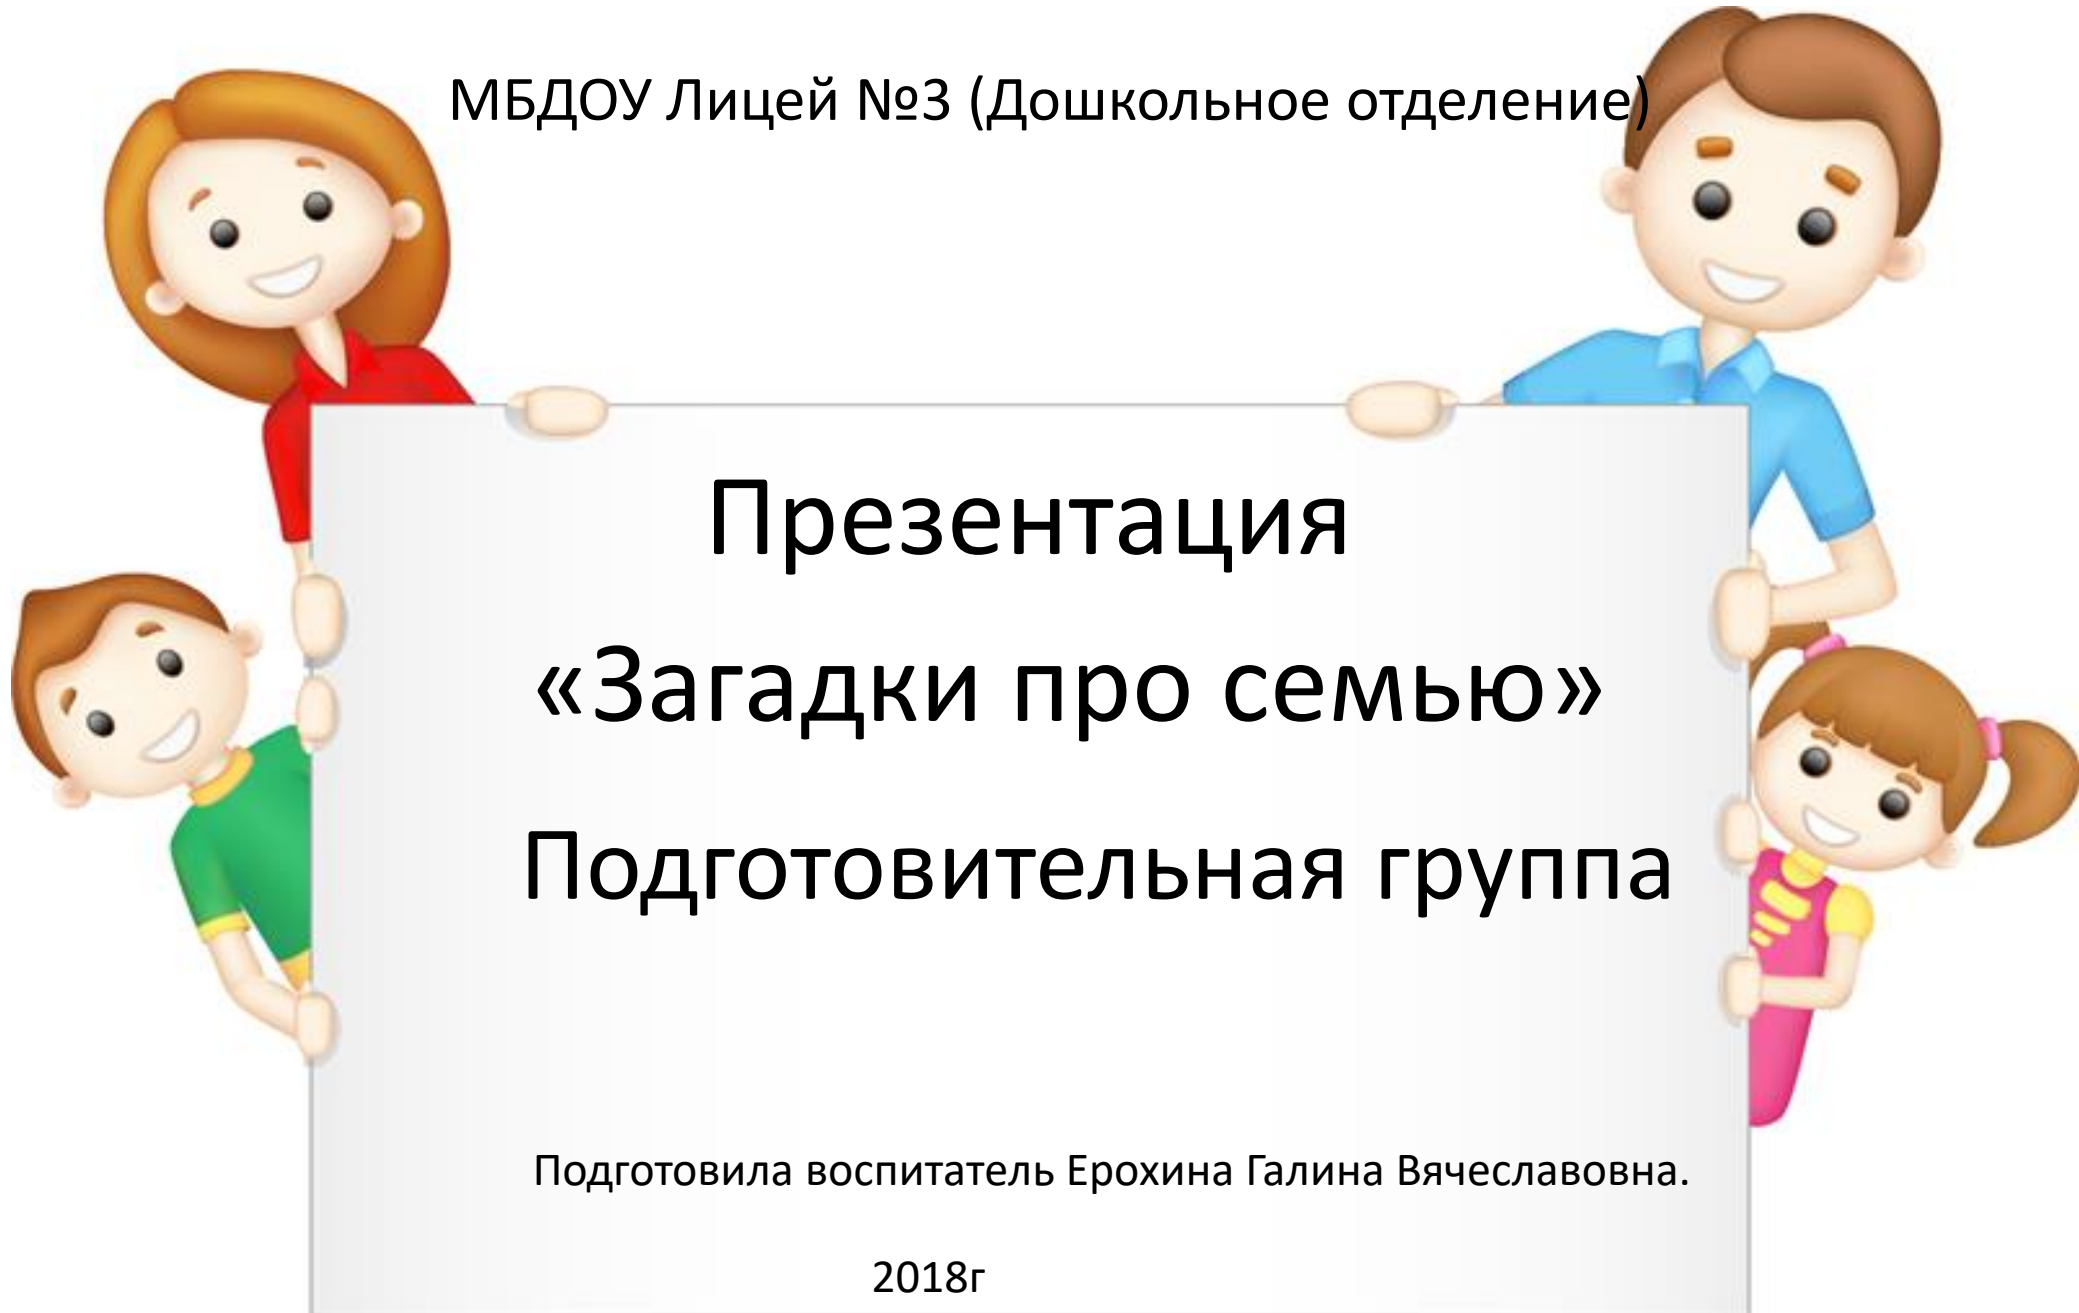 МБДОУ Лицей №3 (Дошкольное отделение)
Презентация
«Загадки про семью»
Подготовительная группа
Подготовила воспитатель Ерохина Галина Вячеславовна.
2018г